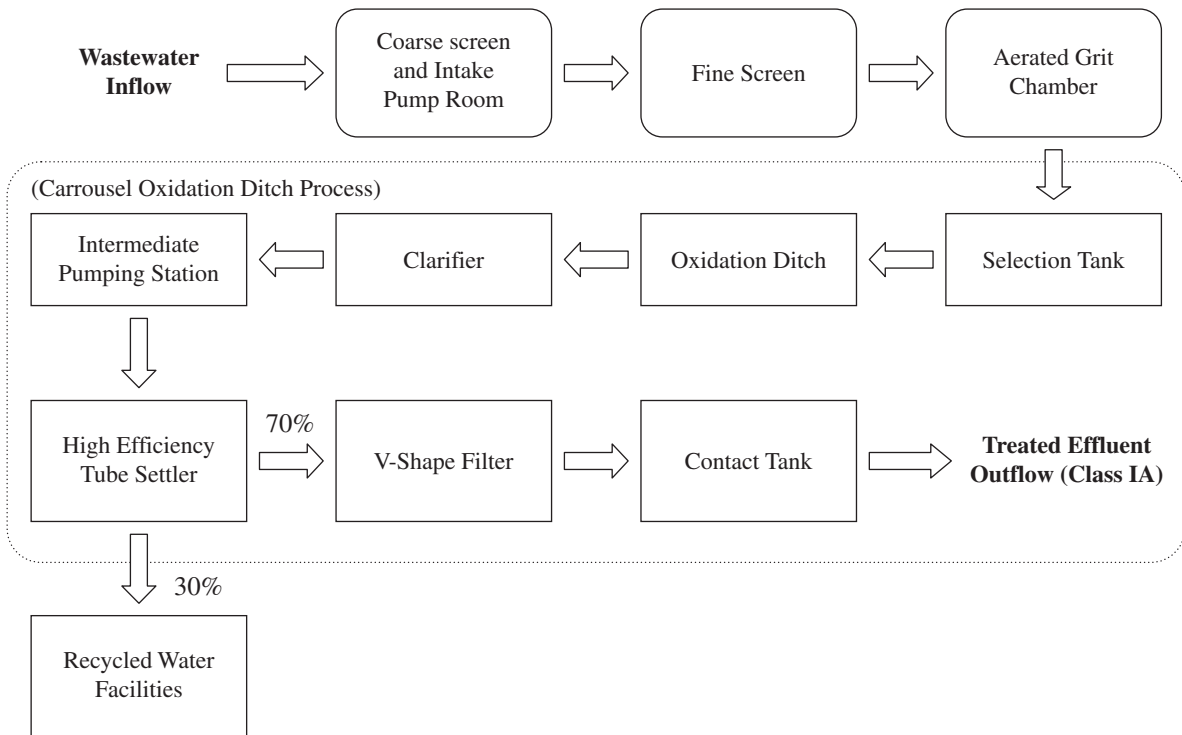 Wastewater
Inflow
Coarse screen
and Intake
Pump Room
Fine Screen
Aerated Grit
Chamber
(Carrousel Oxidation Ditch Process)
Intermediate
Pumping Station
Clarifier
Oxidation Ditch
Selection Tank
High Efficiency
Tube Settler
70%
V-Shape Filter
Contact Tank
Treated Effluent
Outflow (Class IA)
30%
Recycled Water
Facilities